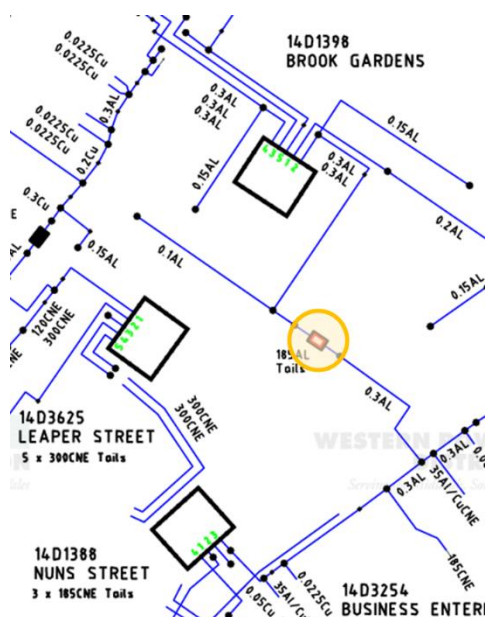 14D1398
BROOK GARDENS
0.0225Cu
0.0225Cu
0.0225Cu
0.0225Cu
0.3AL
0.2Cu
0.3Cu
0.15AL
0.3AL
0.3AL
0.3AL
0.15AL
43512
0.3AL
0.3AL
0.15AL
0.2AL
0.15AL
0.1AL
120CNE
300CNE
54321
185AL
Tails
0.3AL
14D3625
LEAPER STREET
5 x 300CNE Tails
300CNE
300CNE
WESTERN POW
0.3AL
0.3AL
35Al/CuCNE
185CNE
4123
14D1388
NUNS STREET
3 x 185CNE Tails
0.05Cu
35Al/Cu
0.0225Cu
14D3254
BUSINESS ENTER